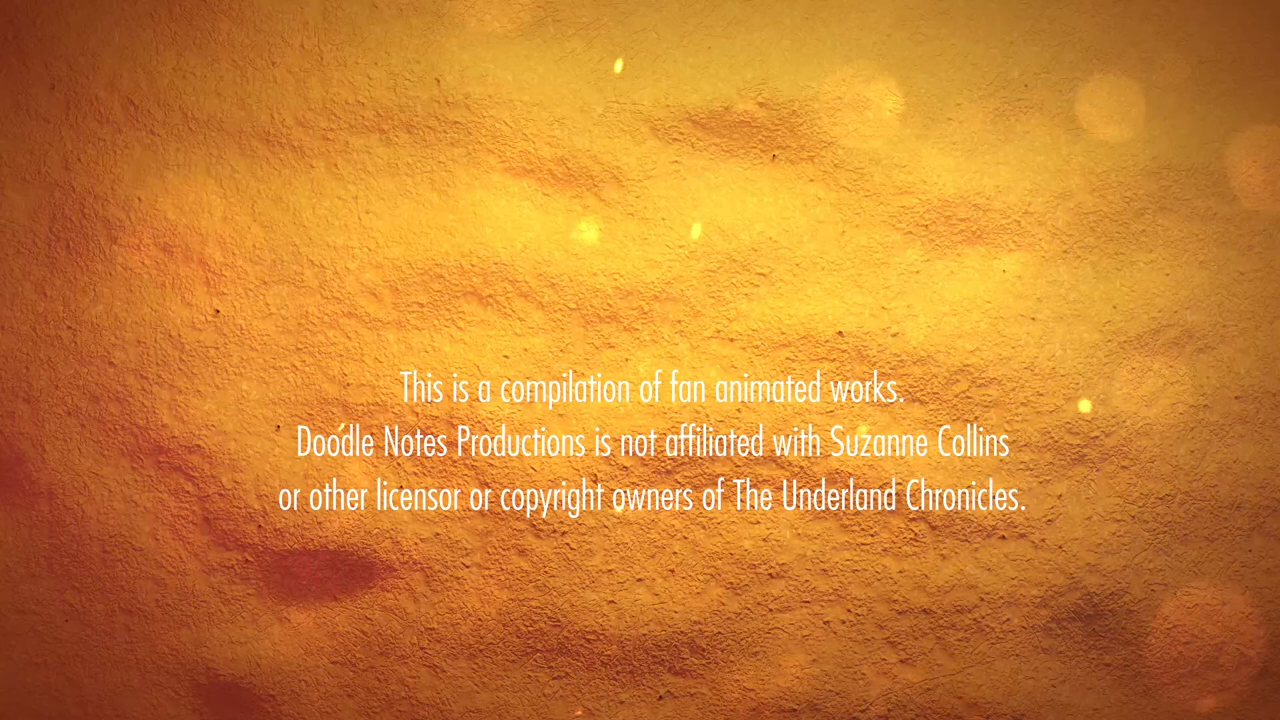 This is a compilation of fan animated works.
Doodle Notes Productions is not affiliated with Suzanne Collins
or other licensor or copyright owners of The Underland Chronicles.